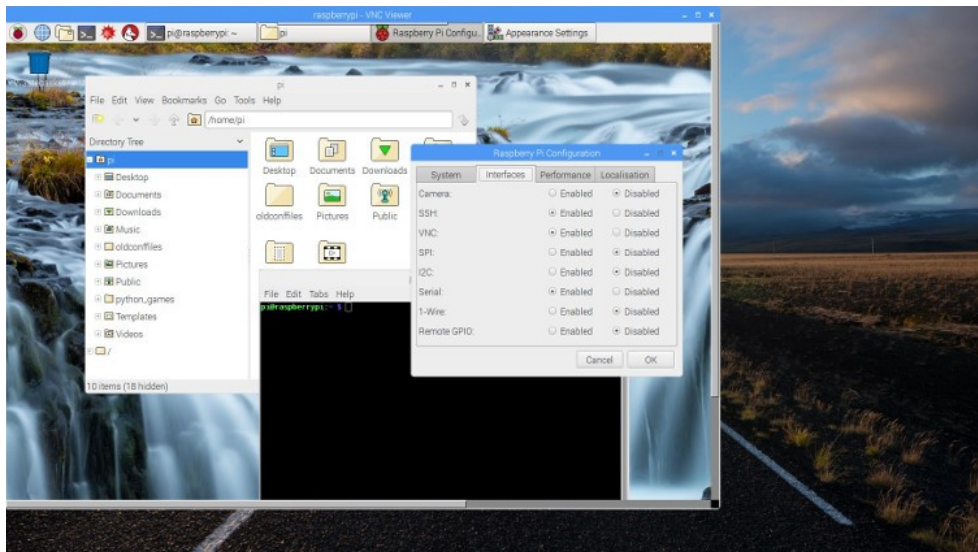 raspberrypi - VNC Viewer
pi@raspberrypi: ~
pi
Raspberry Pi Configu...
Appearance Settings
pi
File Edit View Bookmarks Go Tools Help
/home/pi
Directory Tree
pi
Desktop
Documents
Downloads
Music
oldconffiles
Pictures
Public
python_games
Templates
Videos
/
10 items (18 hidden)
Desktop Documents Downloads
oldconffiles Pictures Public
File Edit Tabs Help
pi@raspberrypi:~ $
Raspberry Pi Configuration
System Interfaces Performance Localisation
Camera: Enabled Disabled
SSH: Enabled Disabled
VNC: Enabled Disabled
SPI: Enabled Disabled
I2C: Enabled Disabled
Serial: Enabled Disabled
1-Wire: Enabled Disabled
Remote GPIO: Enabled Disabled
Cancel OK